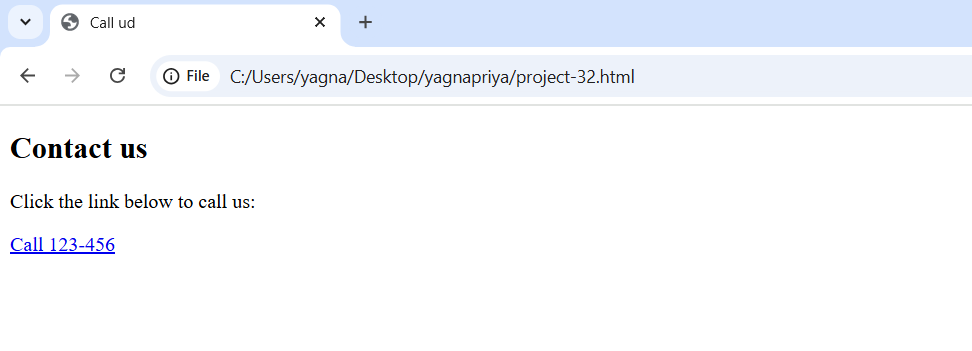 Call ud
File C:/Users/yagna/Desktop/yagnapriya/project-32.html
Contact us
Click the link below to call us:
Call 123-456